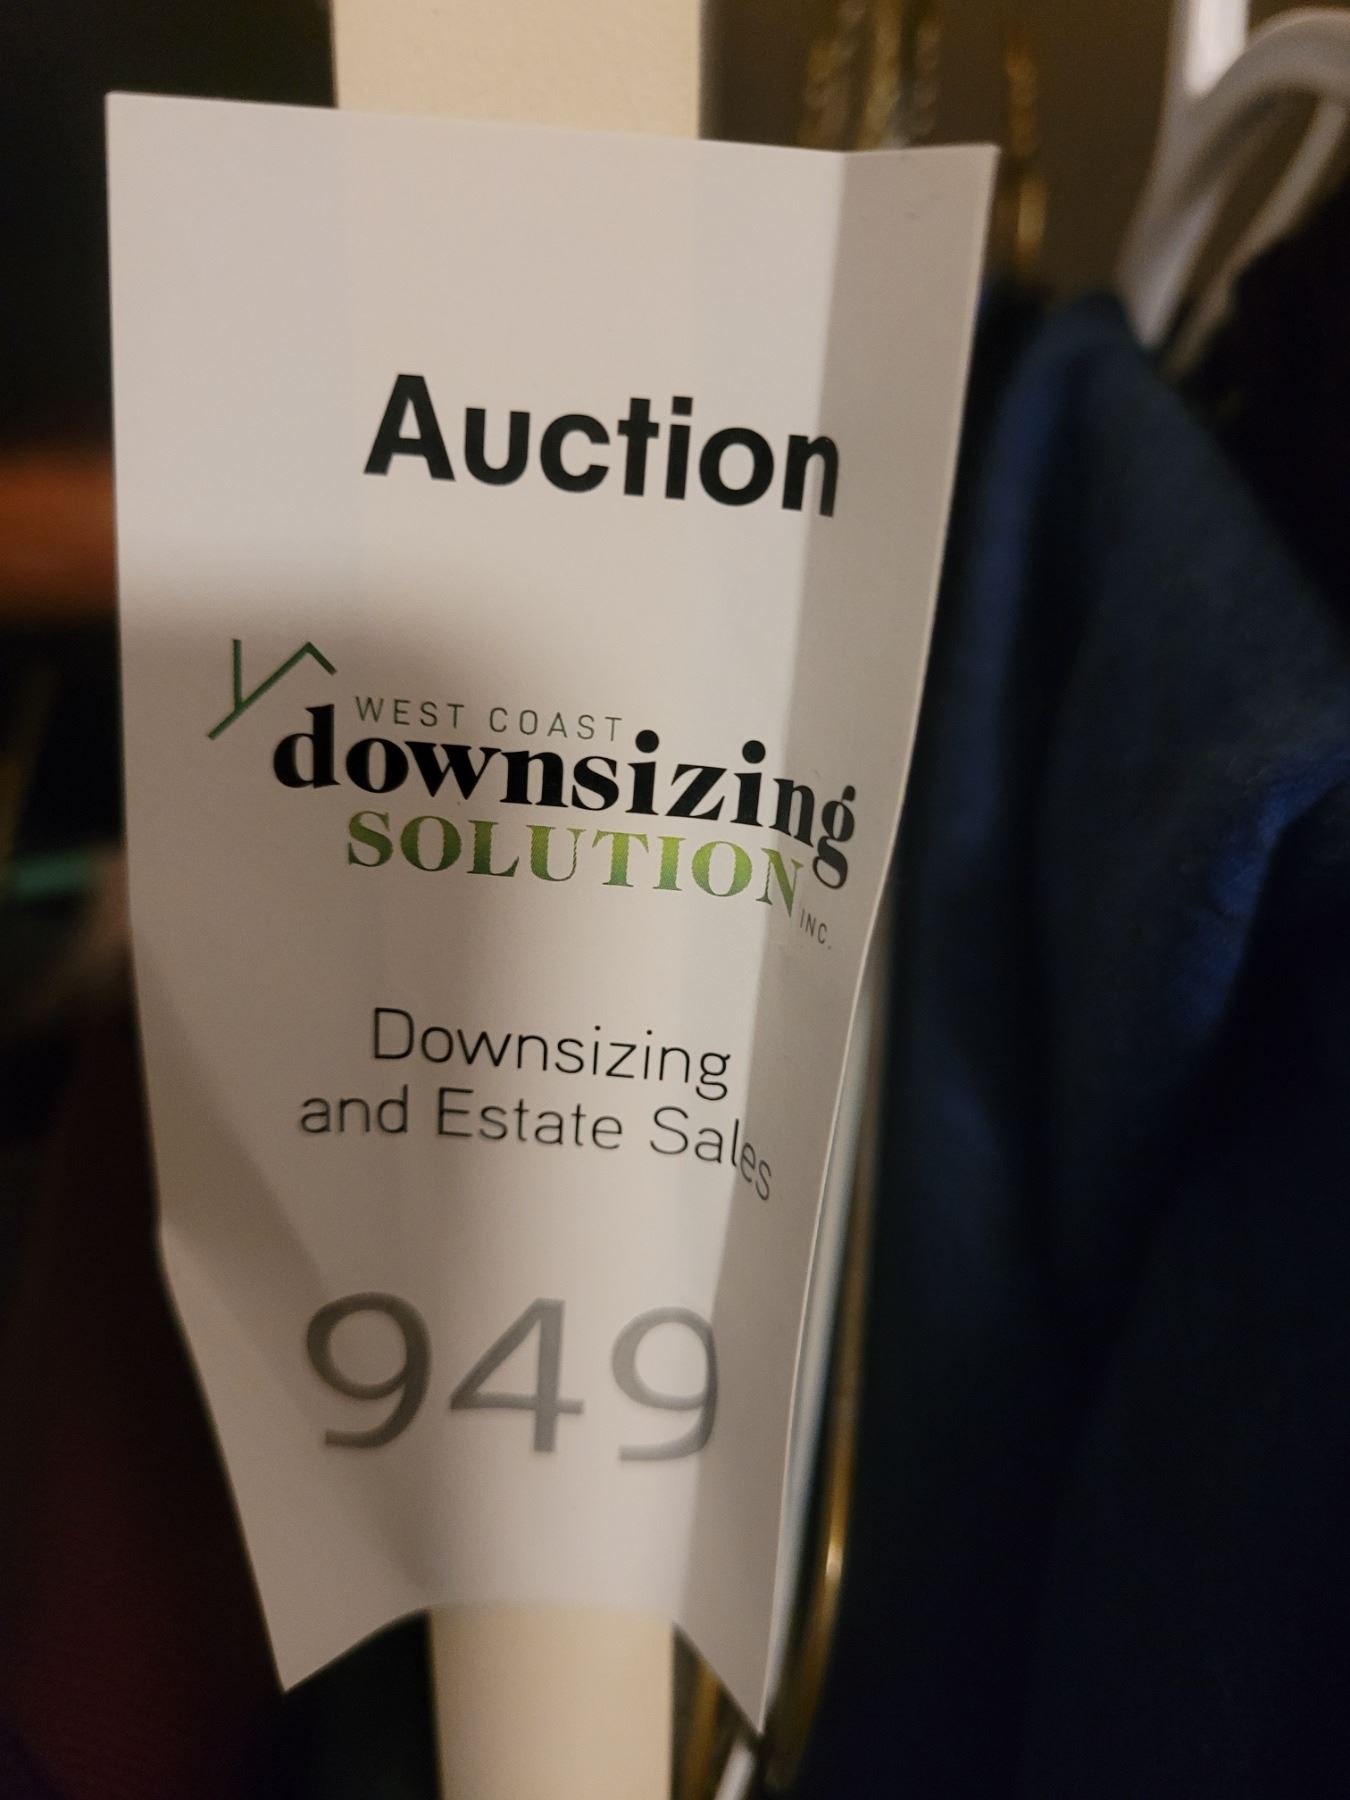 Auction
WEST COAST
downsizing
SOLUTION INC.
Downsizing
and Estate Sales
949